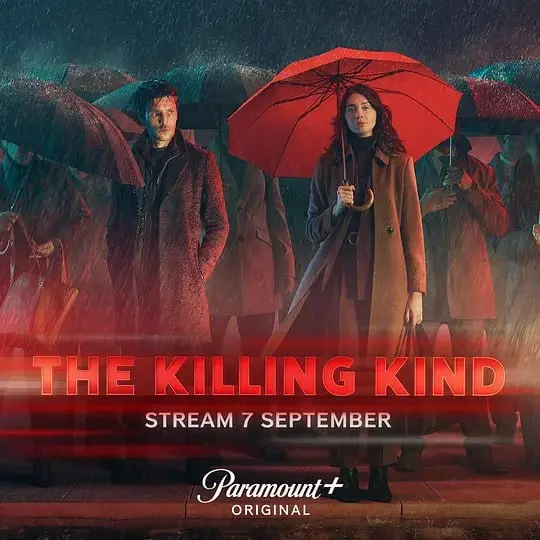 THE KILLING KIND
STREAM 7 SEPTEMBER
Paramount+
ORIGINAL